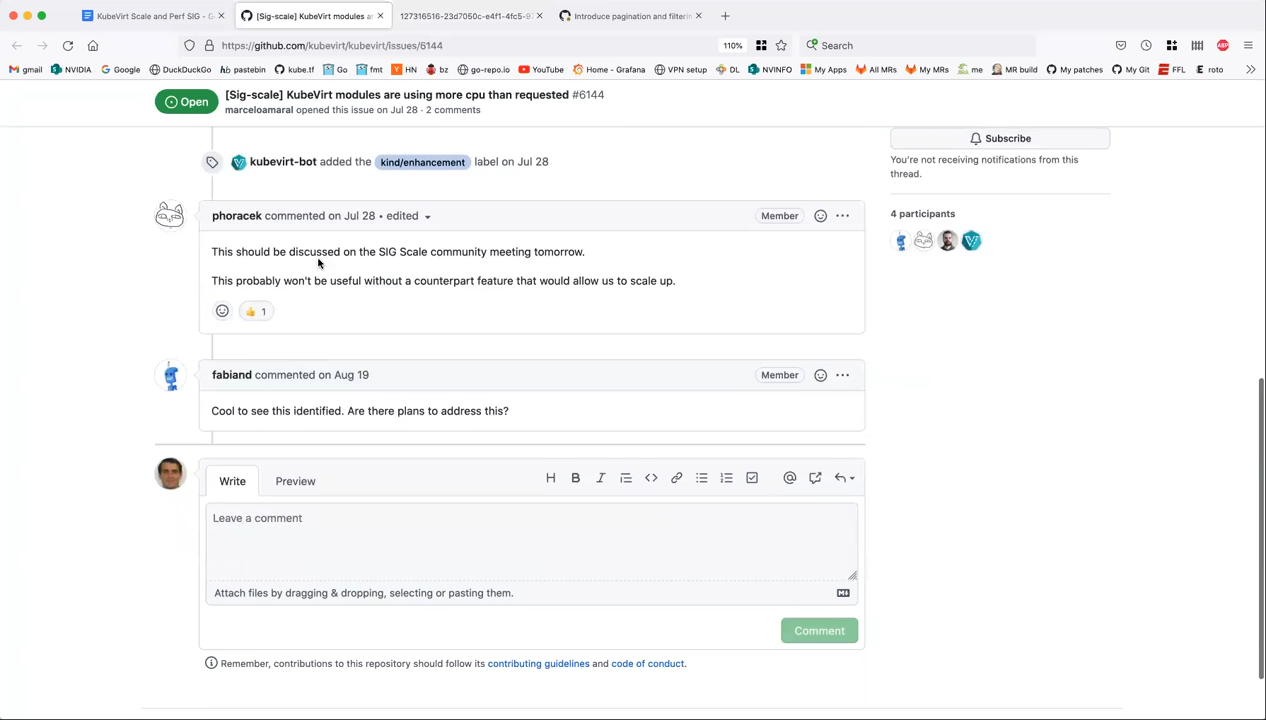 KubeVirt Scale and Perf SIG - G
[Sig-scale] KubeVirt modules a
127316516-23d7050c-e4f1-4fc5-97
Introduce pagination and filterin
https://github.com/kubevirt/kubevirt/issues/6144
110%
Search
gmail
NVIDIA
Google
DuckDuckGo
pastebin
kube.tf
Go
fmt
HN
bz
go-repo.io
YouTube
Home - Grafana
VPN setup
DL
NVINFO
My Apps
All MRs
My MRs
me
MR build
My patches
My Git
FFL
roto
Open
[Sig-scale] KubeVirt modules are using more cpu than requested #6144
marceloamaral opened this issue on Jul 28 · 2 comments
kubevirt-bot added the kind/enhancement label on Jul 28
phoracek commented on Jul 28 • edited
Member
This should be discussed on the SIG Scale community meeting tomorrow.
This probably won't be useful without a counterpart feature that would allow us to scale up.
👍 1
fabiand commented on Aug 19
Member
Cool to see this identified. Are there plans to address this?
Write
Preview
Leave a comment
Attach files by dragging & dropping, selecting or pasting them.
Comment
Remember, contributions to this repository should follow its contributing guidelines and code of conduct.
Subscribe
You're not receiving notifications from this
thread.
4 participants